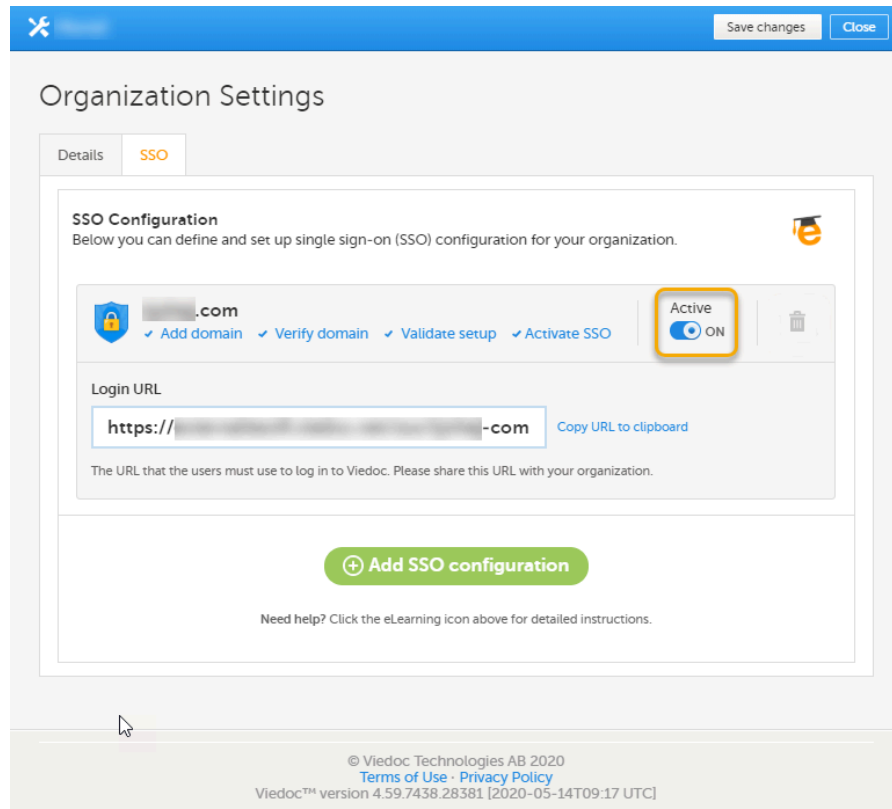 Save changes
Close
Organization Settings
Details
SSO
SSO Configuration
Below you can define and set up single sign-on (SSO) configuration for your organization.
e
.com
Add domain Verify domain Validate setup Activate SSO
Active
ON
Login URL
https:// -com
Copy URL to clipboard
The URL that the users must use to log in to Viedoc. Please share this URL with your organization.
Add SSO configuration
Need help? Click the eLearning icon above for detailed instructions.
© Viedoc Technologies AB 2020
Terms of Use · Privacy Policy
Viedoc™ version 4.59.7438.28381 [2020-05-14T09:17 UTC]